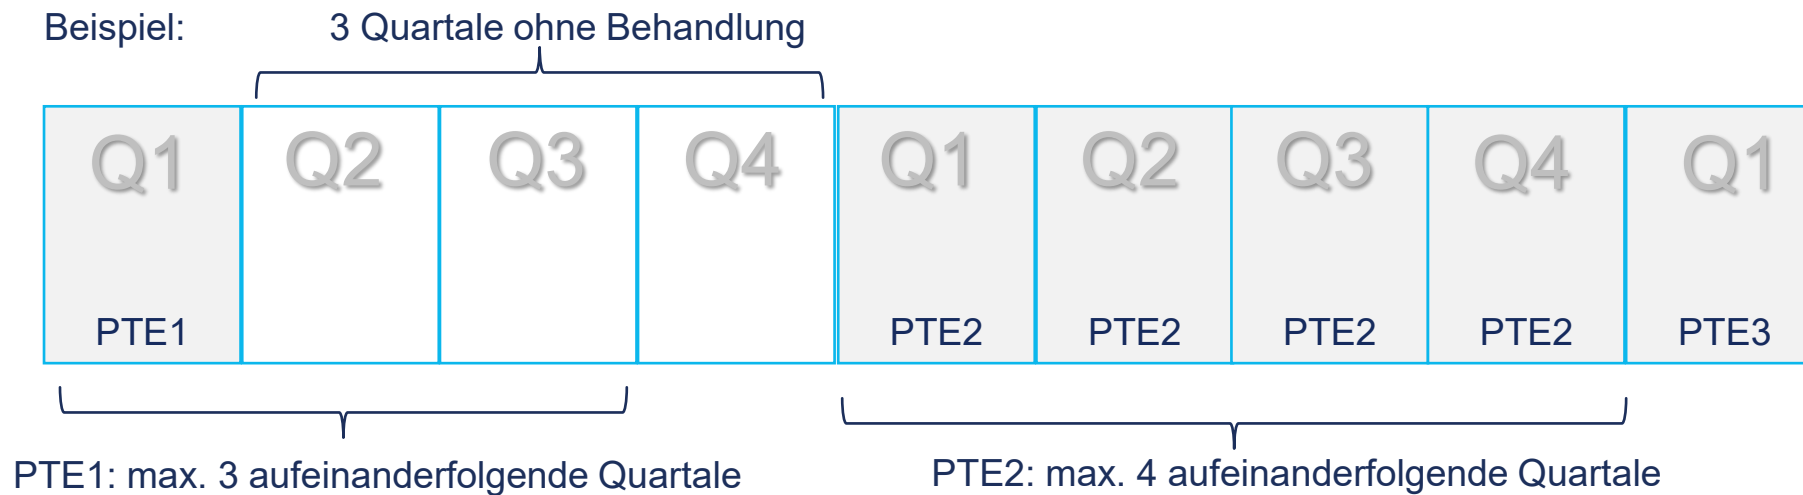 Beispiel: 3 Quartale ohne Behandlung
Q1 Q2 Q3 Q4 Q1 Q2 Q3 Q4 Q1
PTE1 PTE2 PTE2 PTE2 PTE2 PTE3
PTE1: max. 3 aufeinanderfolgende Quartale PTE2: max. 4 aufeinanderfolgende Quartale